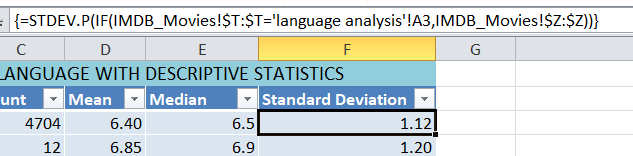 {=STDEV.P(IF(IMDB_Movies!$T:$T='language analysis'!A3,IMDB_Movies!$Z:$Z))}
C D E F G
LANGUAGE WITH DESCRIPTIVE STATISTICS
unt Mean Median Standard Deviation
4704 6.40 6.5 1.12
12 6.85 6.9 1.20